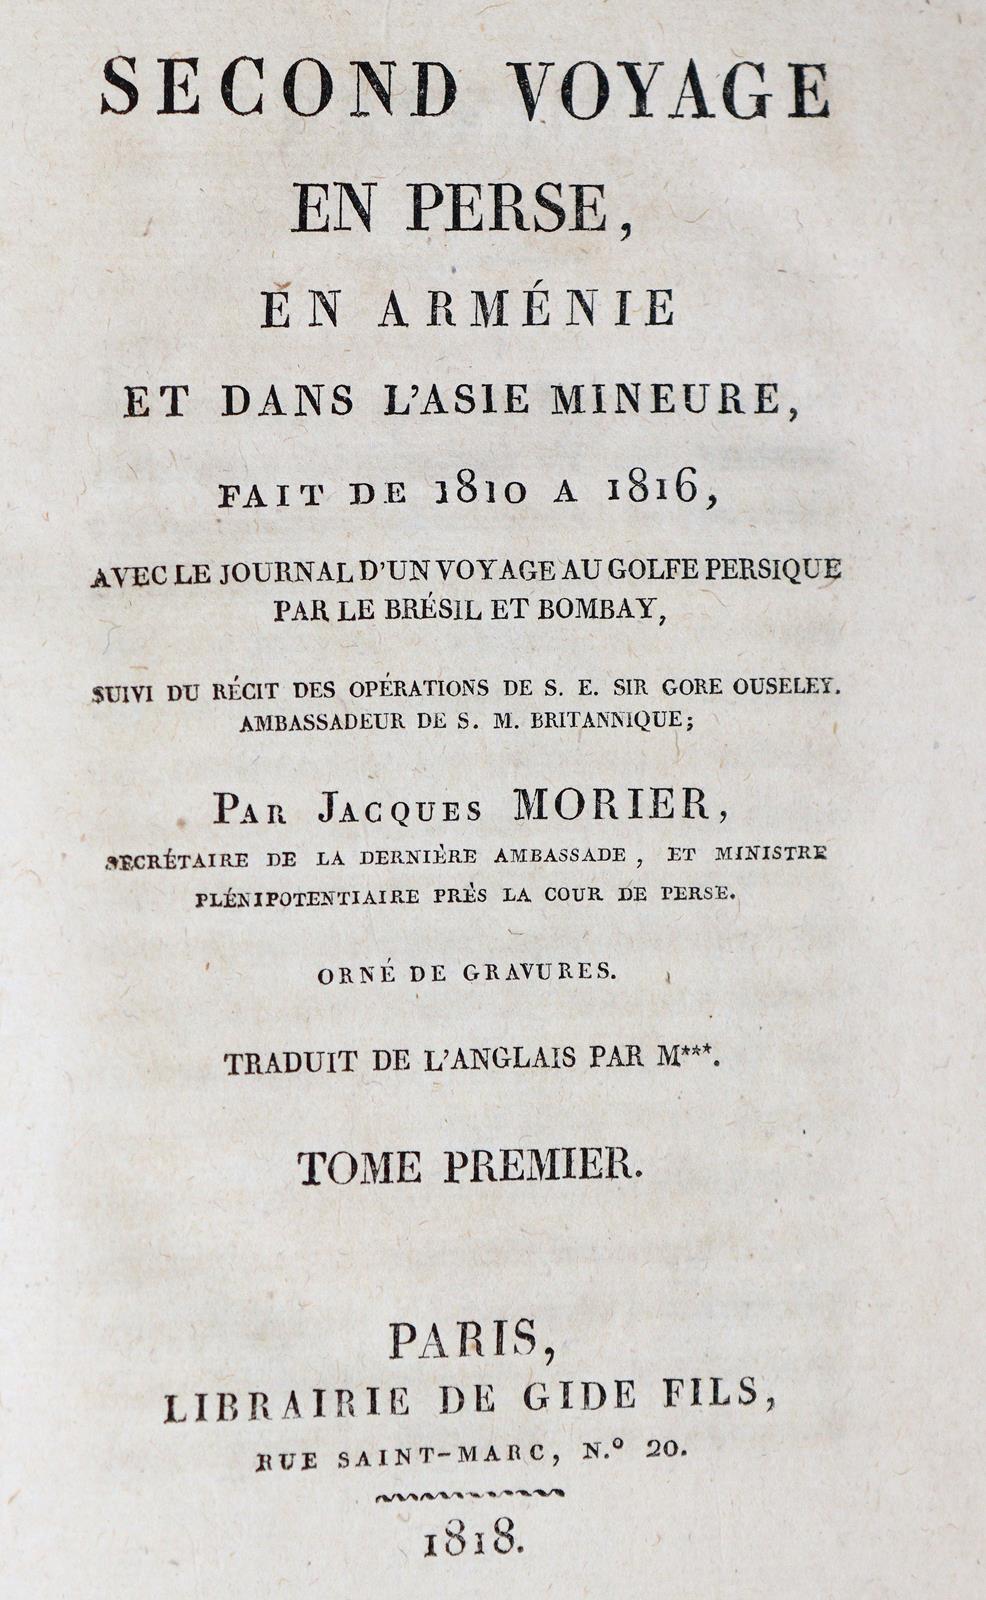 SECOND VOYAGE
EN PERSE,
EN ARMÉNIE
ET DANS L'ASIE MINEURE,
FAIT DE 1810 A 1816,
AVEC LE JOURNAL D'UN VOYAGE AU GOLFE PERSIQUE
PAR LE BRÉSIL ET BOMBAY,
SUIVI DU RÉCIT DES OPÉRATIONS DE S. E. SIR GORE OUSELEY.
AMBASSADEUR DE S. M. BRITANNIQUE;
PAR JACQUES MORIER,
SECRÉTAIRE DE LA DERNIÈRE AMBASSADE, ET MINISTRE
PLÉNIPOTENTIAIRE PRÈS LA COUR DE PERSE.
ORNÉ DE GRAVURES.
TRADUIT DE L'ANGLAIS PAR M***.
TOME PREMIER.
PARIS,
LIBRAIRIE DE GIDE FILS,
RUE SAINT-MARC, N.º 20.
1818.